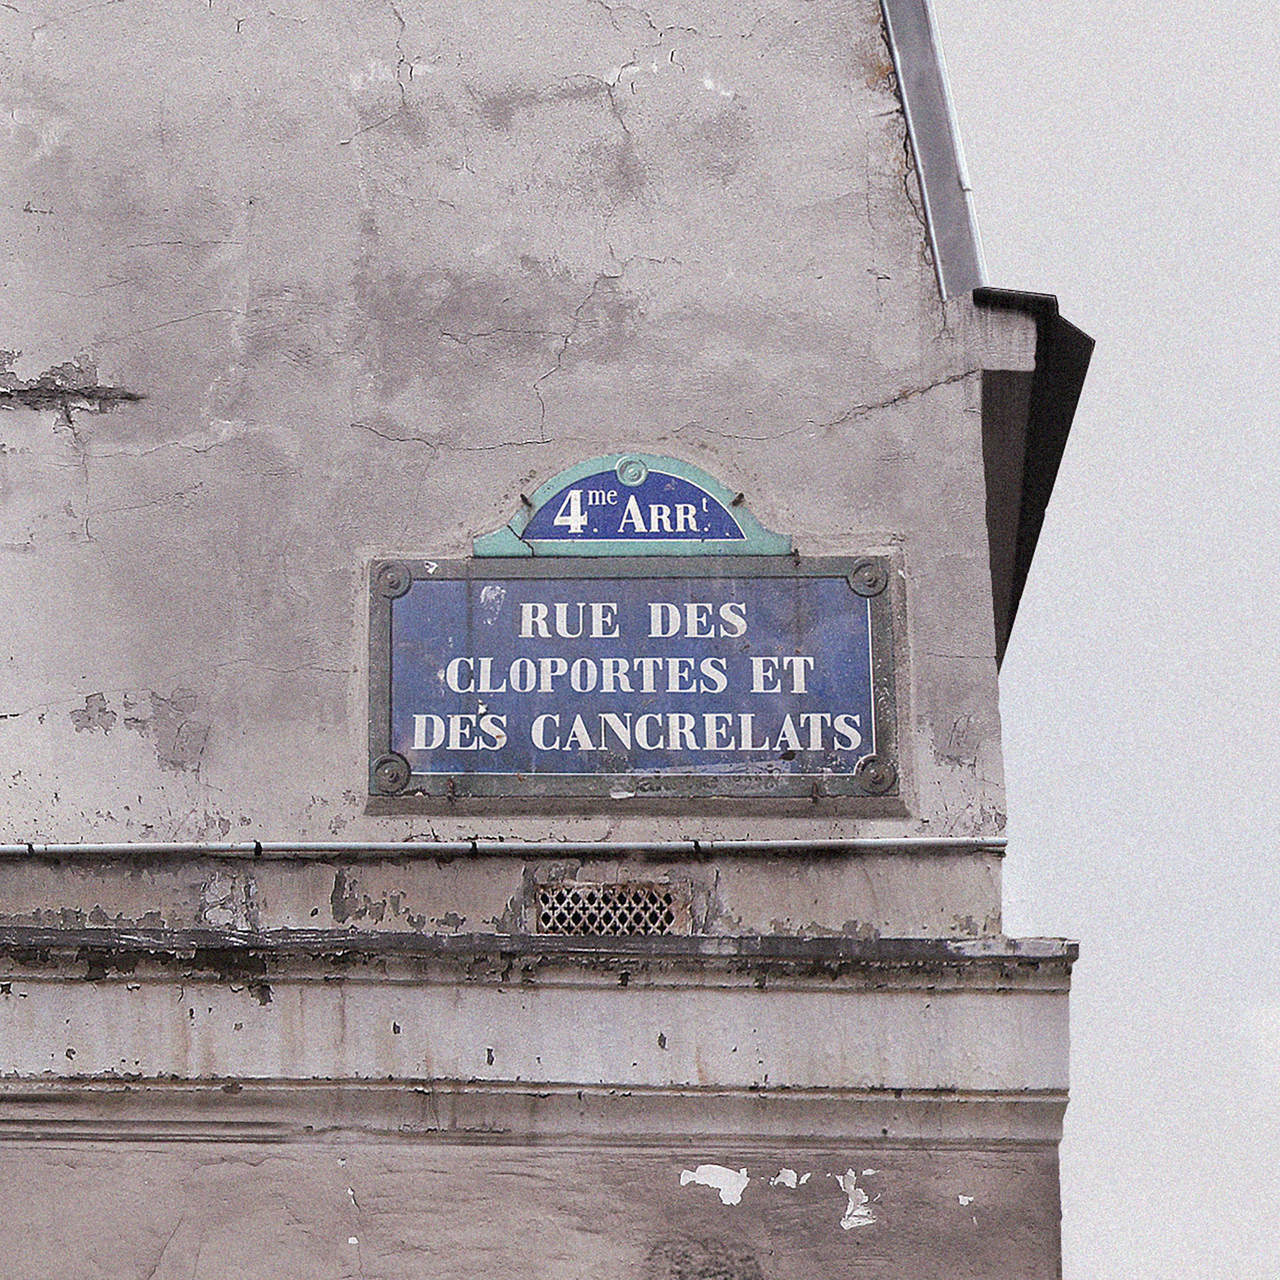 4me. ARRt.
RUE DES
CLOPORTES ET
DES CANCRELATS